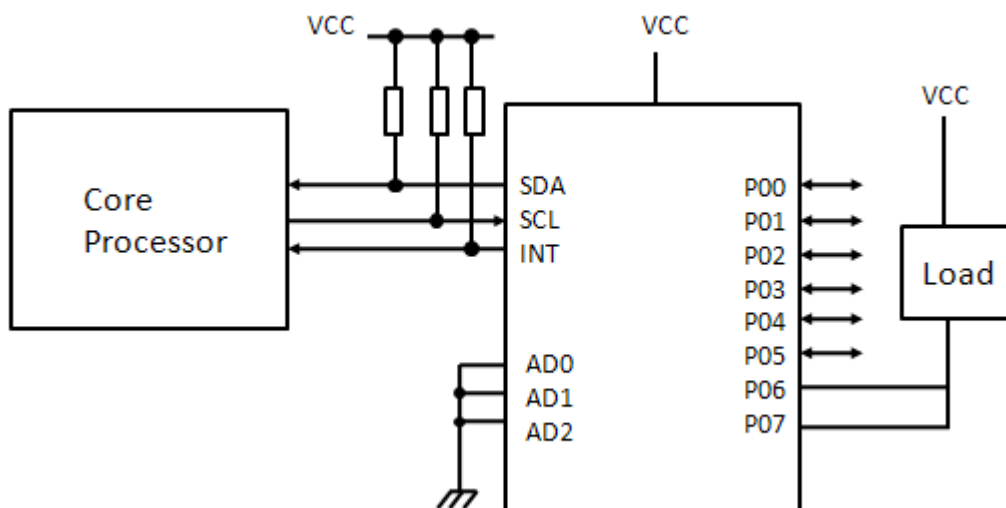 VCC
VCC
VCC
Core
Processor
SDA
SCL
INT
AD0
AD1
AD2
P00
P01
P02
P03
P04
P05
P06
P07
Load